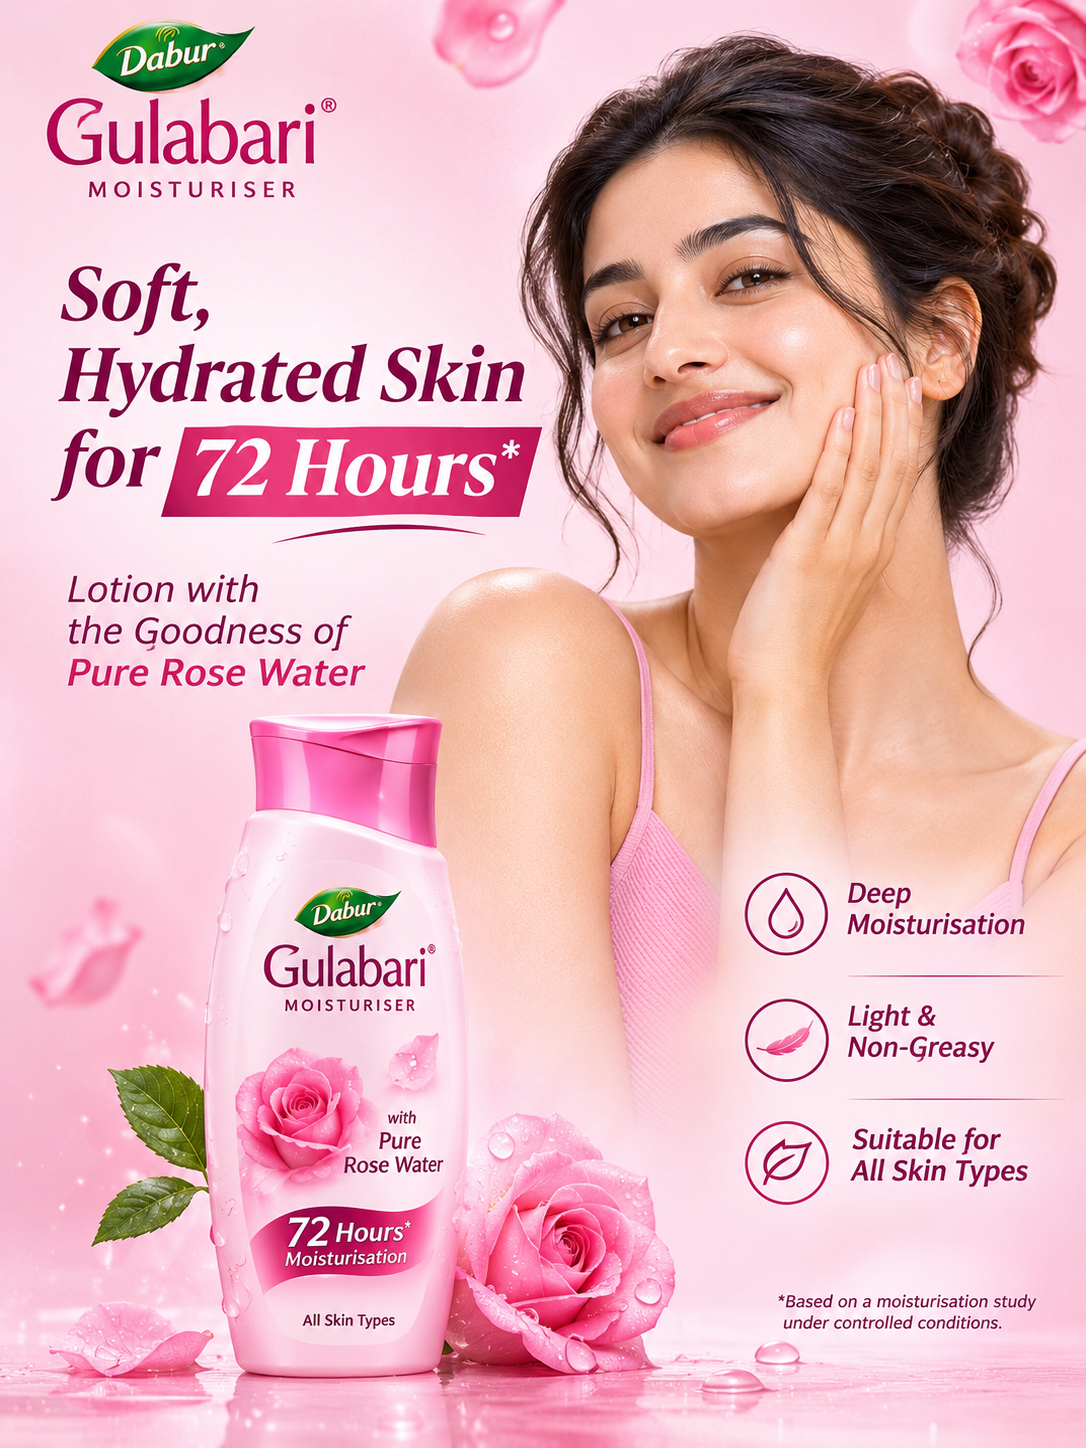 Dabur
Gulabari®
MOISTURISER
Soft,
Hydrated Skin
for 72 Hours*
Lotion with
the Goodness of
Pure Rose Water
Dabur
Gulabari®
MOISTURISER
with
Pure
Rose Water
72 Hours*
Moisturisation
All Skin Types
Deep
Moisturisation
Light &
Non-Greasy
Suitable for
All Skin Types
*Based on a moisturisation study
under controlled conditions.